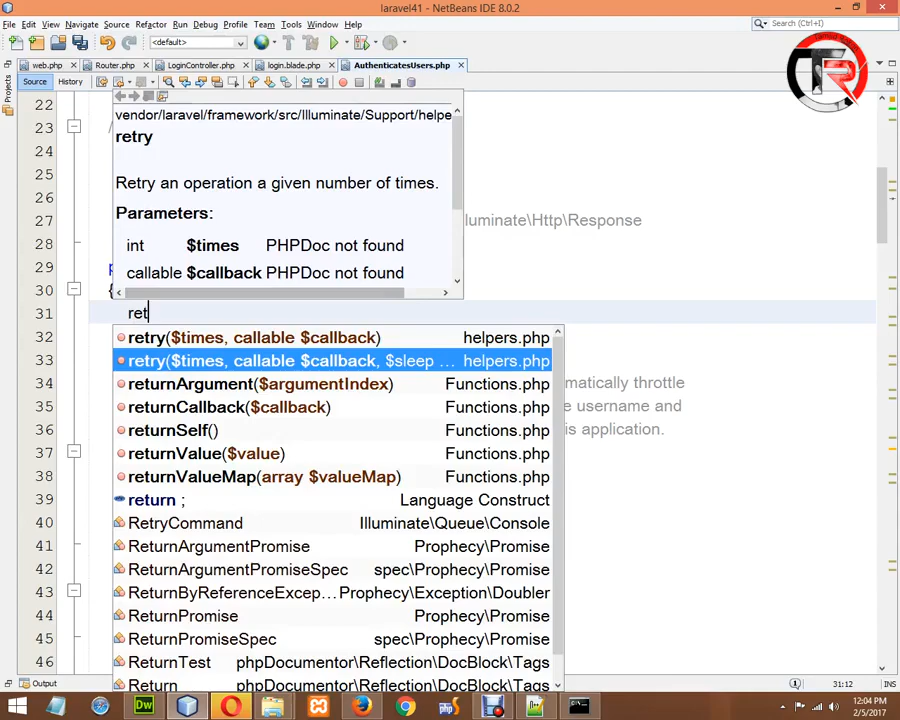 laravel41 - NetBeans IDE 8.0.2
File Edit View Navigate Source Refactor Run Debug Profile Team Tools Window Help
<default>
Search (Ctrl+I)
web.php Router.php LoginController.php login.blade.php AuthenticatesUsers.php
Source History
Projects
TR
22
vendor/laravel/framework/src/Illuminate/Support/helpe
23
retry
24
25 Retry an operation a given number of times.
26 Parameters:
27 lluminate\Http\Response
28 int $times PHPDoc not found
29 callable $callback PHPDoc not found
30 {
31 ret
32 retry($times, callable $callback) helpers.php
33 retry($times, callable $callback, $sleep ... helpers.php
34 returnArgument($argumentIndex) Functions.php matically throttle
35 returnCallback($callback) Functions.php e username and
36 returnSelf() Functions.php is application.
37 returnValue($value) Functions.php
38 returnValueMap(array $valueMap) Functions.php
39 return ; Language Construct
40 RetryCommand Illuminate\Queue\Console
41 ReturnArgumentPromise Prophecy\Promise
42 ReturnArgumentPromiseSpec spec\Prophecy\Promise
43 ReturnByReferenceExcep... Prophecy\Exception\Doubler
44 ReturnPromise Prophecy\Promise
45 ReturnPromiseSpec spec\Prophecy\Promise
46 ReturnTest phpDocumentor\Reflection\DocBlock\Tags
Return phpDocumentor\Reflection\DocBlock\Tags
Output
31:12 INS
Dw
php
12:04 PM
2/5/2017